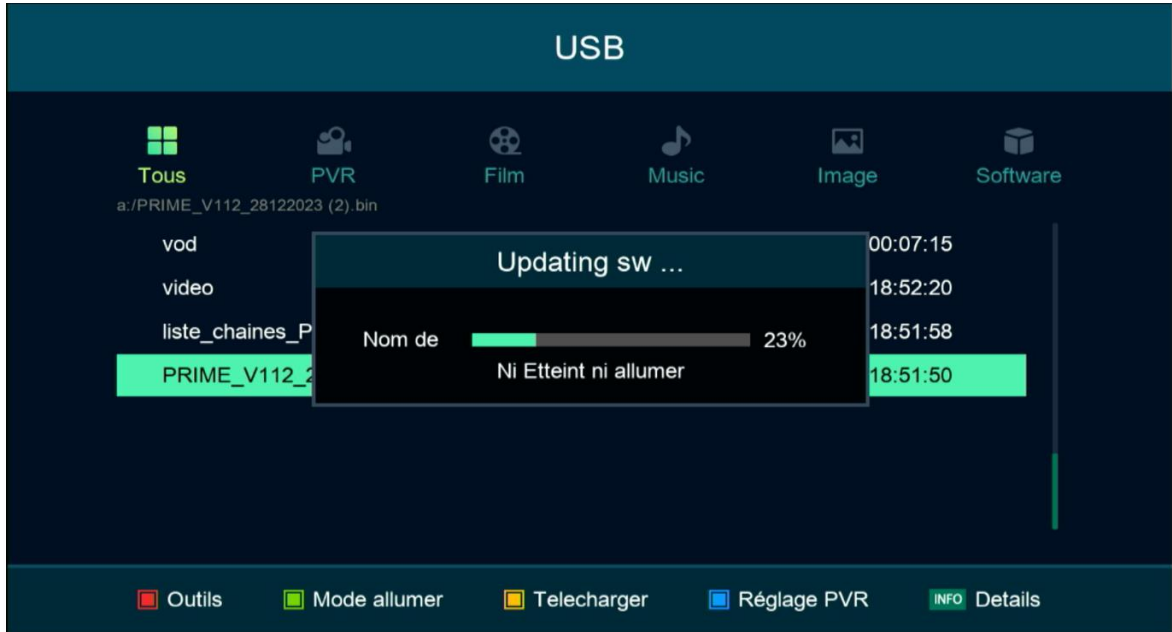 USB
Tous PVR Film Music Image Software
a:/PRIME_V112_28122023 (2).bin
vod 00:07:15
video 18:52:20
liste_chaines_P 18:51:58
PRIME_V112_2 18:51:50
Updating sw ...
Nom de 23%
Ni Etteint ni allumer
Outils Mode allumer Telecharger Réglage PVR INFO Details